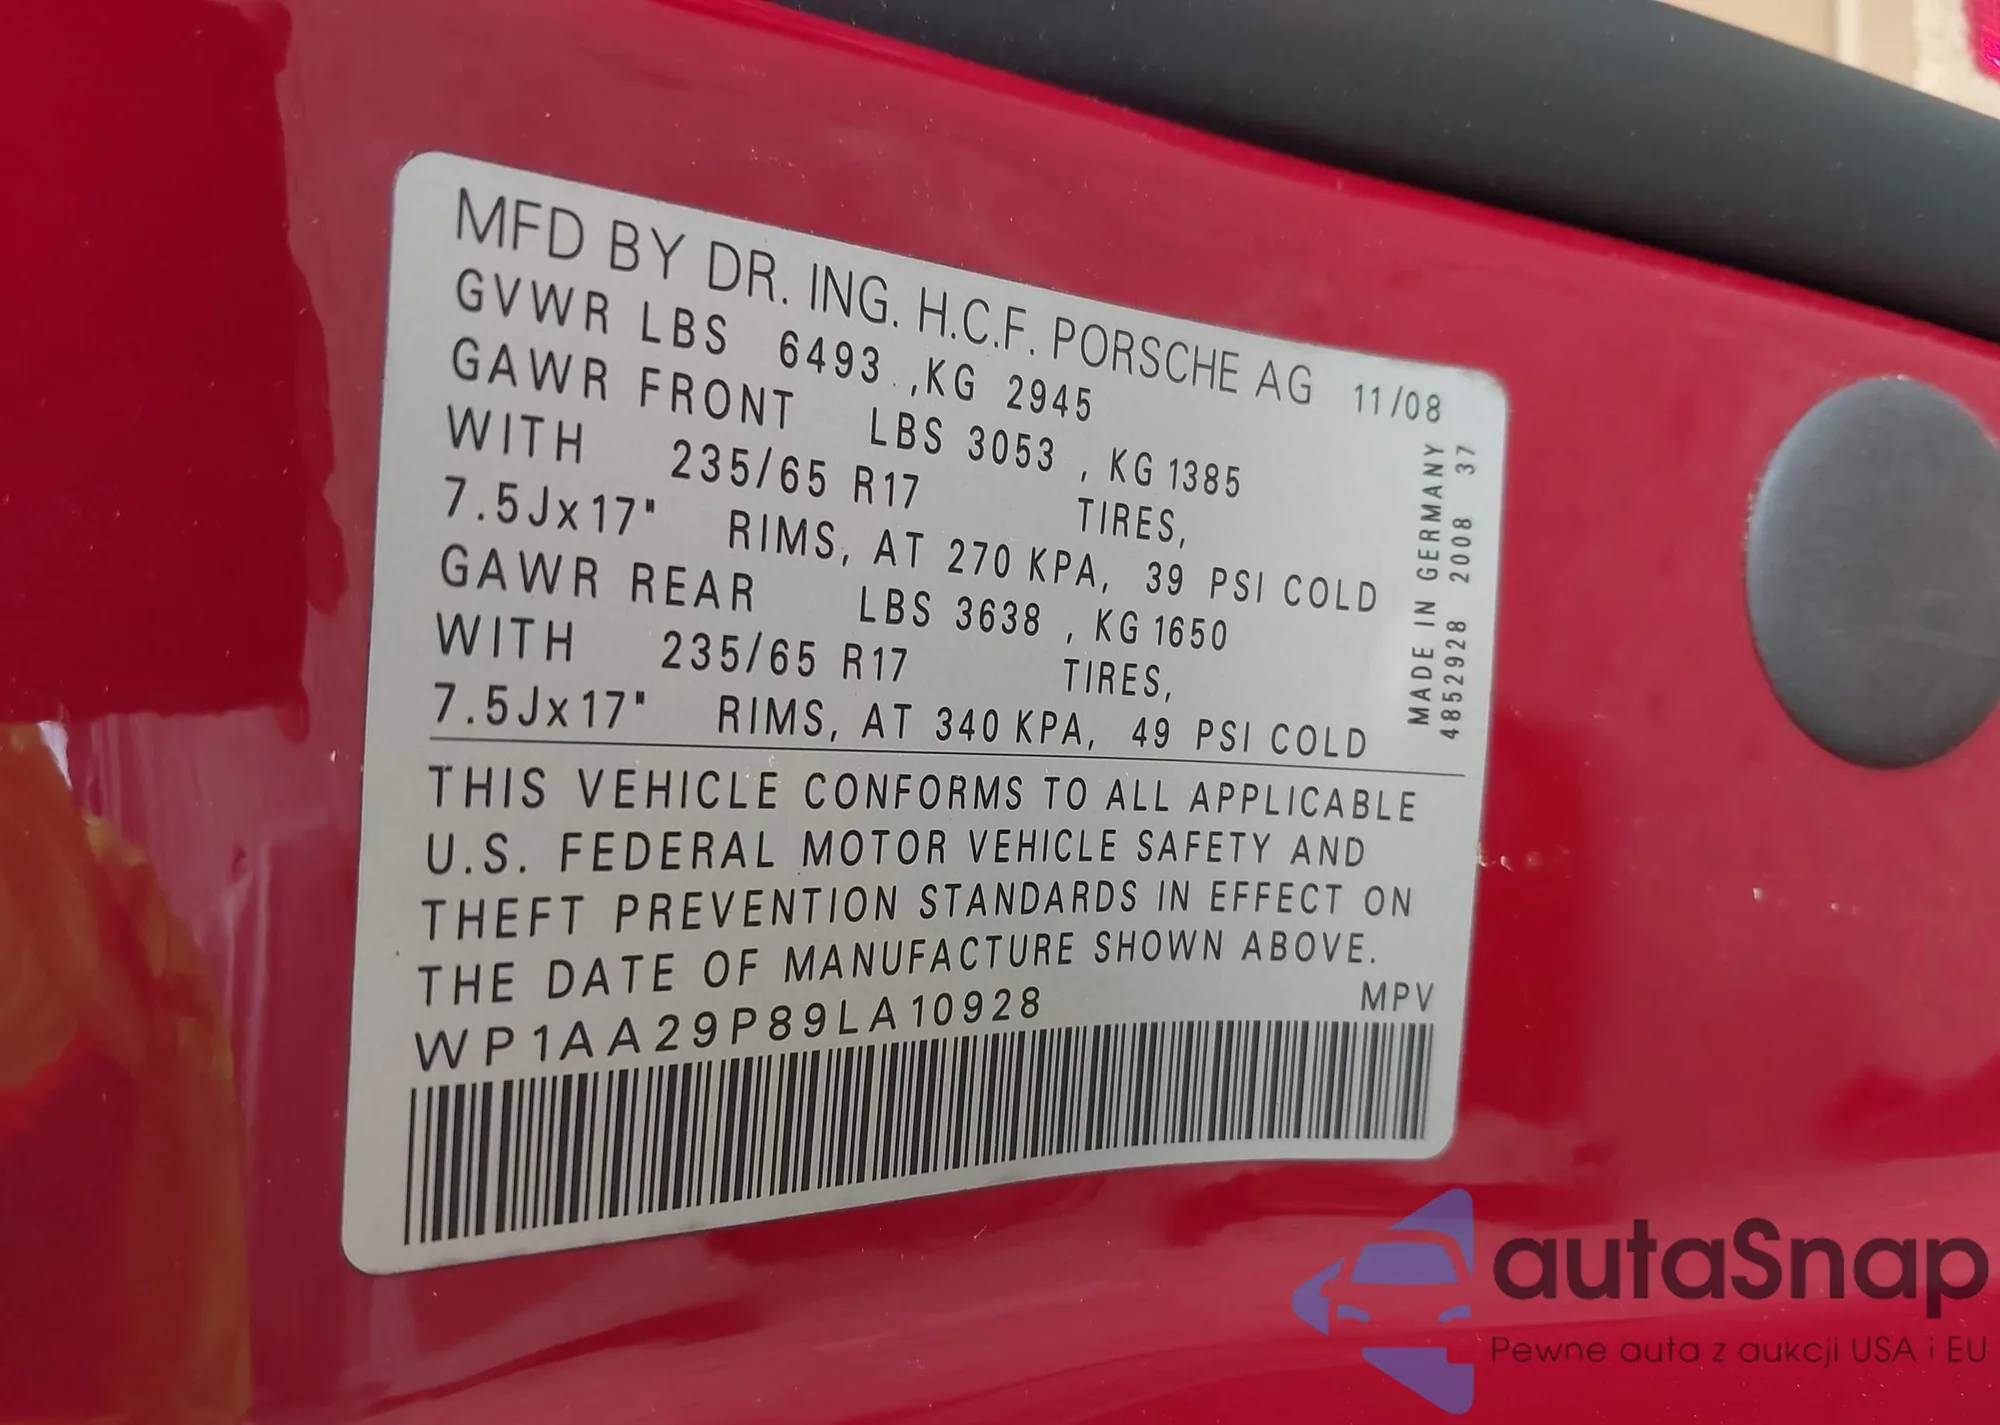 MFD BY DR. ING. H.C.F. PORSCHE AG 11/08
GVWR LBS 6493 ,KG 2945
GAWR FRONT LBS 3053 , KG 1385
WITH 235/65 R17 TIRES,
7.5Jx17" RIMS, AT 270 KPA, 39 PSI COLD
GAWR REAR LBS 3638 , KG 1650
WITH 235/65 R17 TIRES,
7.5Jx17" RIMS, AT 340 KPA, 49 PSI COLD
MADE IN GERMANY
4852928 2008 37
THIS VEHICLE CONFORMS TO ALL APPLICABLE
U.S. FEDERAL MOTOR VEHICLE SAFETY AND
THEFT PREVENTION STANDARDS IN EFFECT ON
THE DATE OF MANUFACTURE SHOWN ABOVE.
WP1AA29P89LA10928 MPV
autaSnap
Pewne auta z aukcji USA i EU